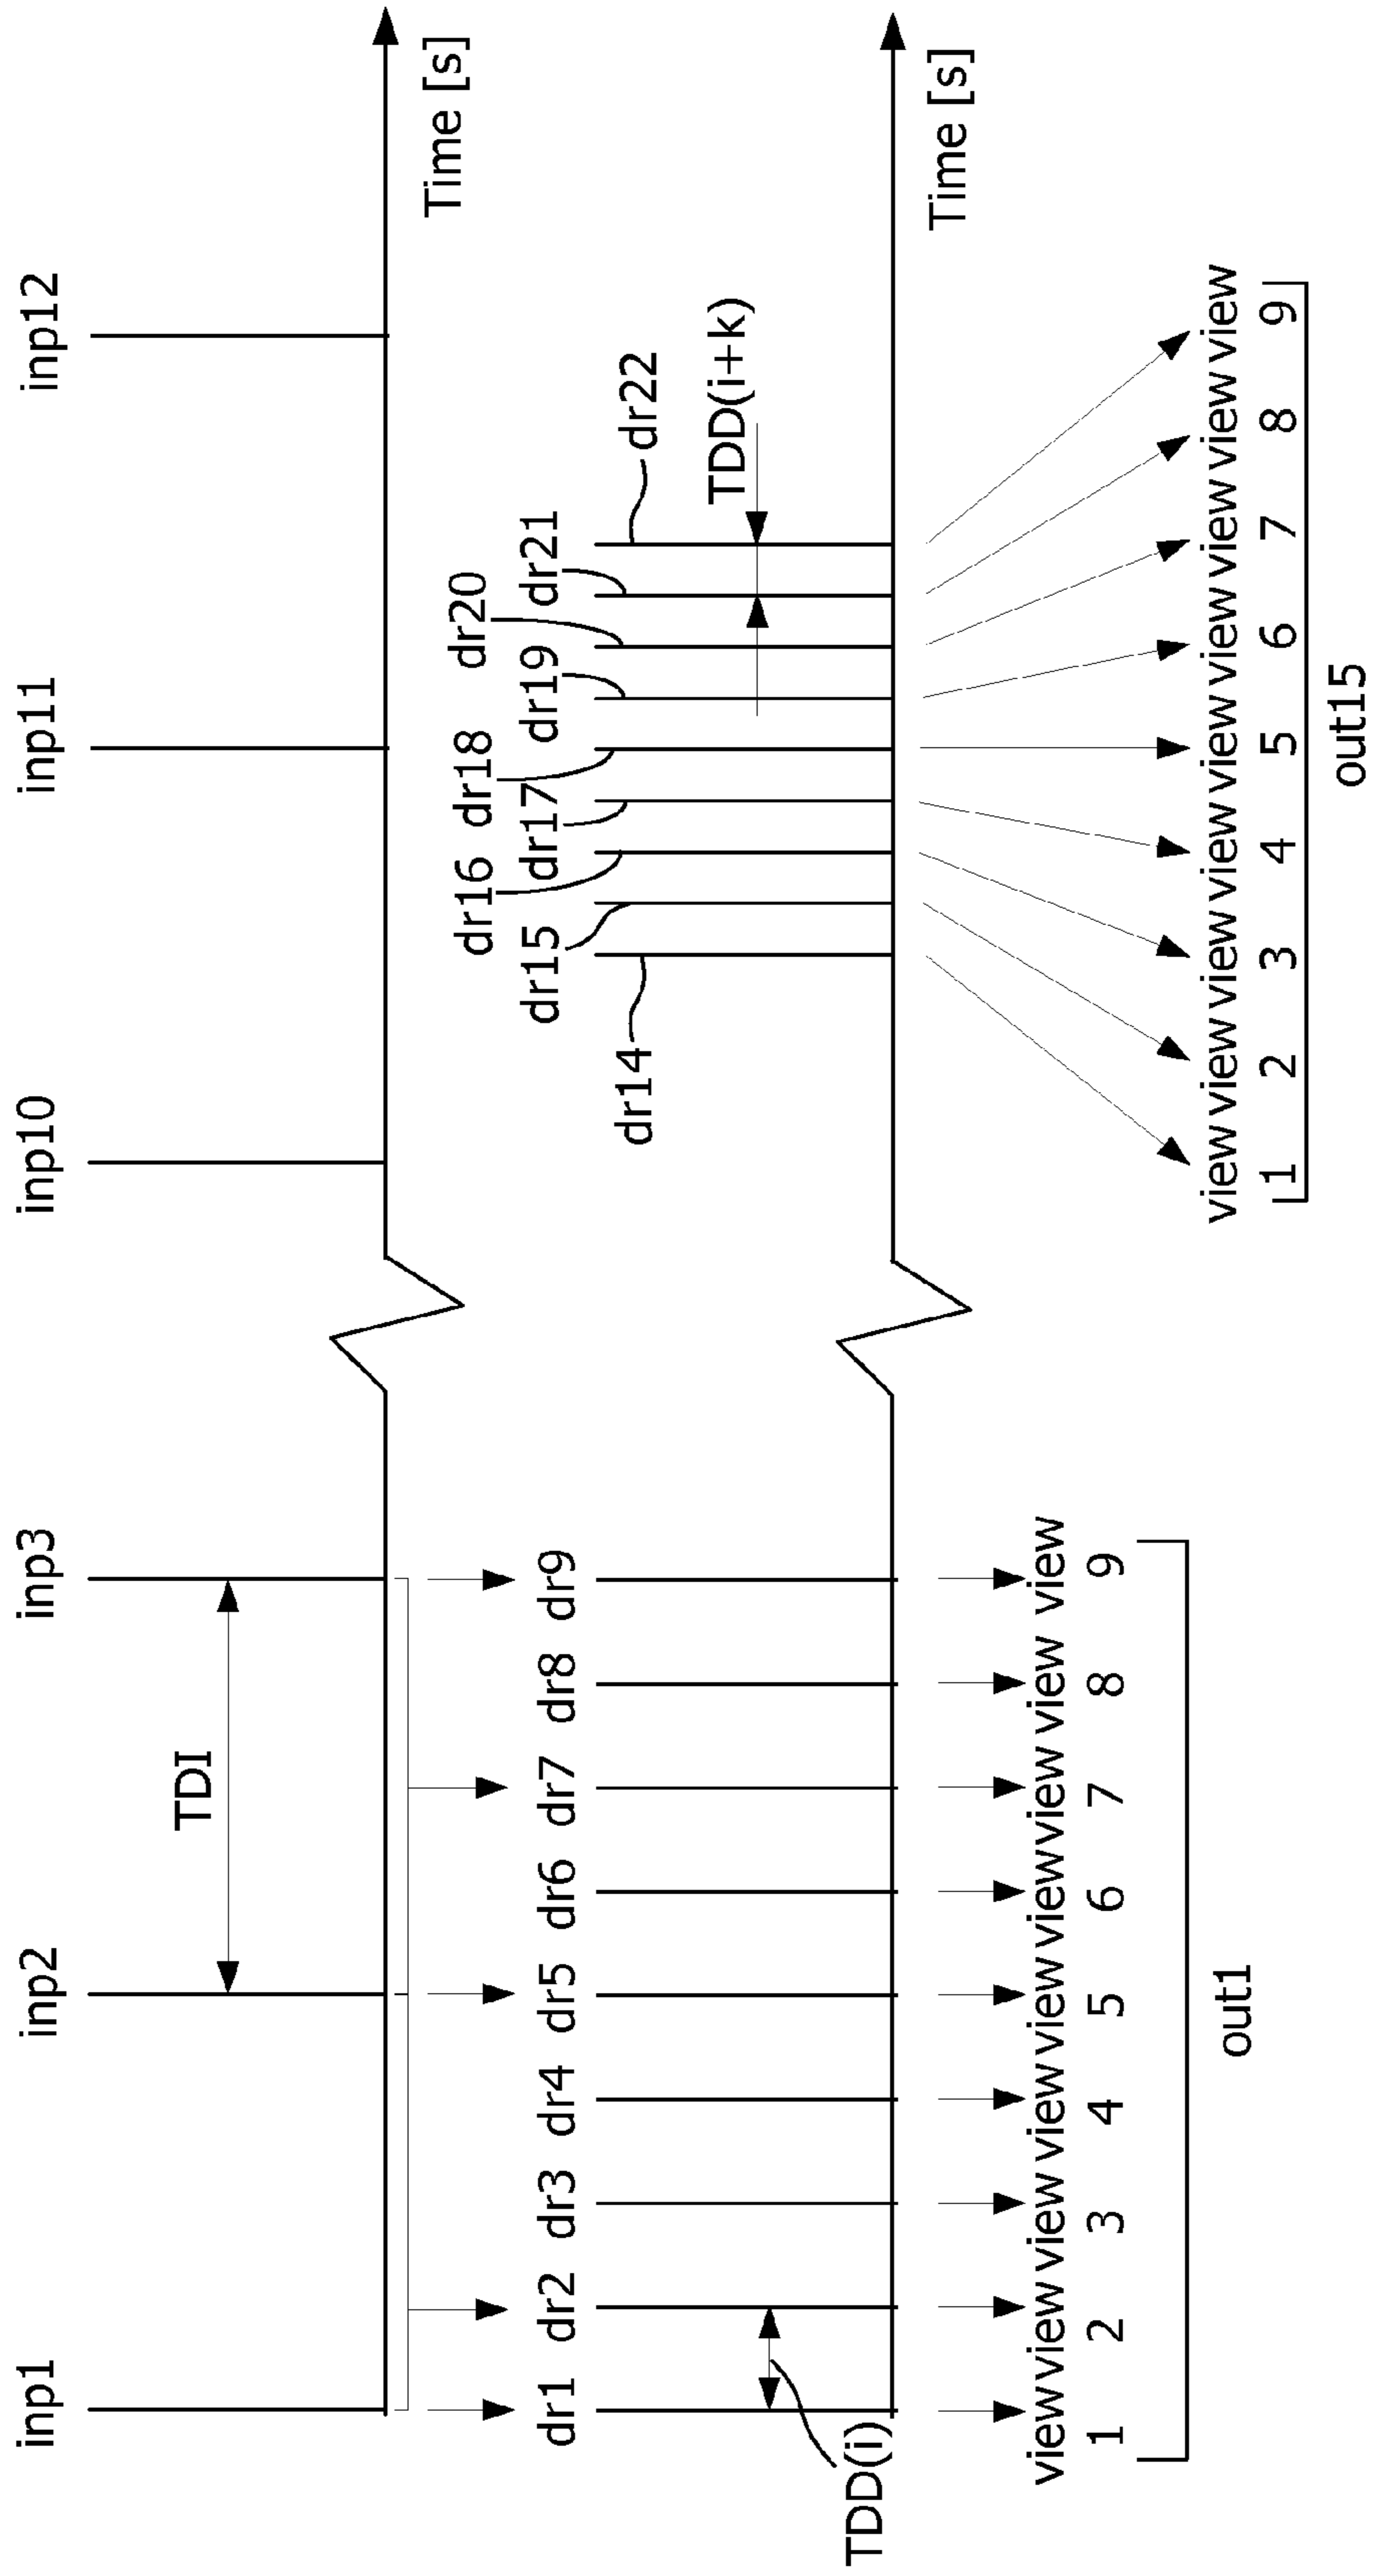 inp1 inp2 inp3 inp10 inp11 inp12
TDI
Time [s]
dr16 dr18 dr20
dr1 dr2 dr3 dr4 dr5 dr6 dr7 dr8 dr9 dr15 dr17 dr19 dr21
dr14 dr22
TDD(i+k)
TDD(i)
Time [s]
view view view view view view view view view
1 2 3 4 5 6 7 8 9
out1
view view view view view view view view view
1 2 3 4 5 6 7 8 9
out15